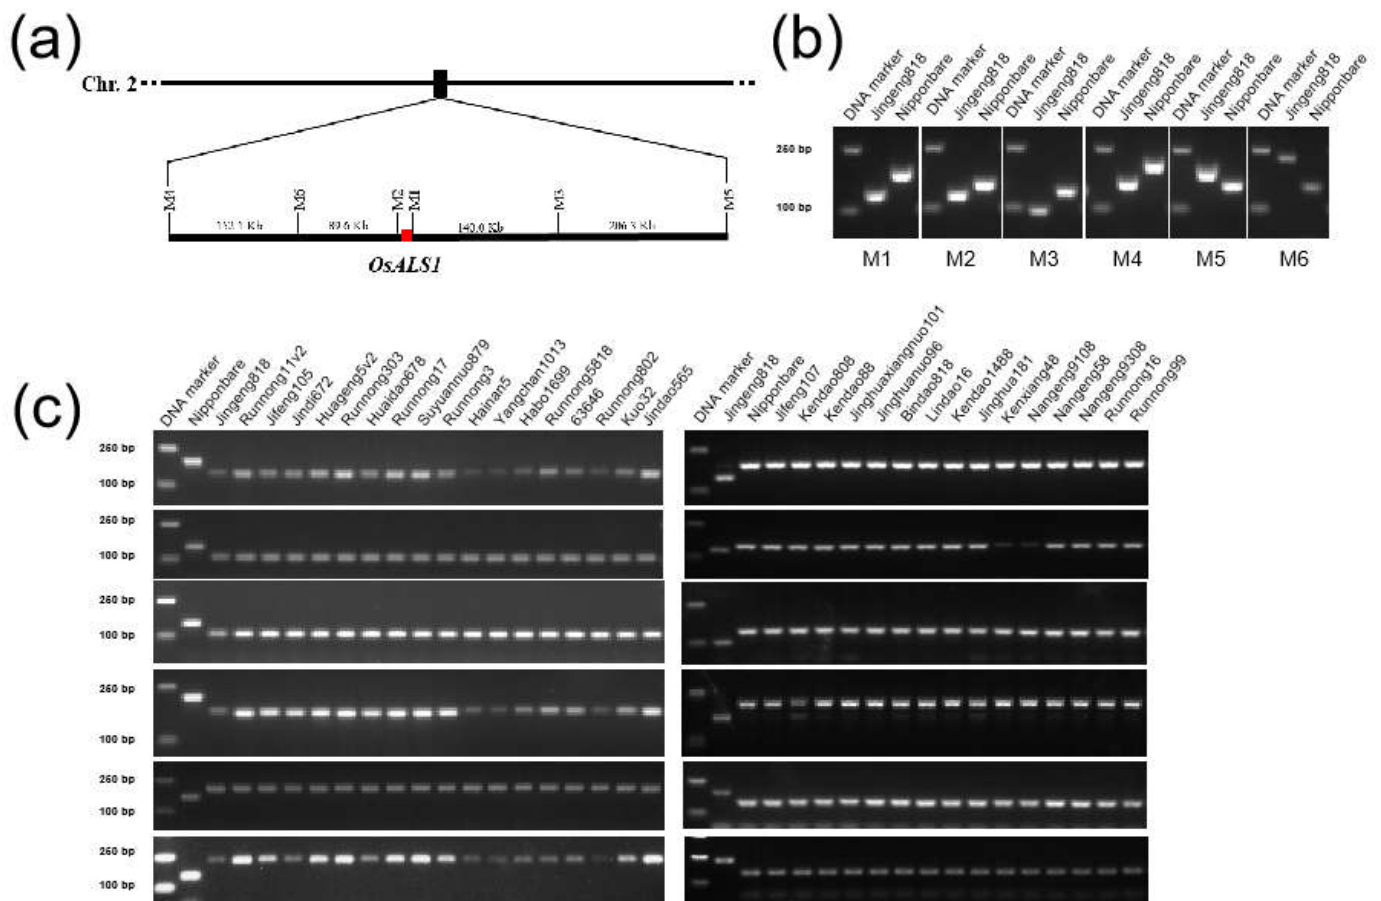 (a)
Chr. 2
M4
M6
M2
M1
M3
M5
89.6 Kb
140.0 Kb
206.3 Kb
OsALS1
(b)
DNA marker
Jingeng818
Nipponbare
DNA marker
Jingeng818
Nipponbare
DNA marker
Jingeng818
Nipponbare
DNA marker
Jingeng818
Nipponbare
DNA marker
Jingeng818
Nipponbare
DNA marker
Jingeng818
Nipponbare
250 bp
100 bp
M1 M2 M3 M4 M5 M6
(c)
DNA marker
Nipponbare
Jingeng818
Runnong11v2
Jifeng105
Jindi672
Huageng5v2
Runnong303
Huaidao678
Runnong17
Suyuannuo879
Runnong3
Hainan5
Yangchan1013
Habo1699
Runnong5818
63646
Runnong802
Kuo32
Jindao565
DNA marker
Jingeng818
Nipponbare
Jifeng107
Kendao808
Kendao88
Jinghuaxiangnuo101
Jinghuanuo96
Bindao818
Lindao16
Kendao1488
Jinghua181
Kenxiang48
Nangeng9108
Nangeng58
Nangeng9308
Runnong16
Runnong99
250 bp
100 bp
250 bp
100 bp
250 bp
100 bp
250 bp
100 bp
250 bp
100 bp
250 bp
100 bp